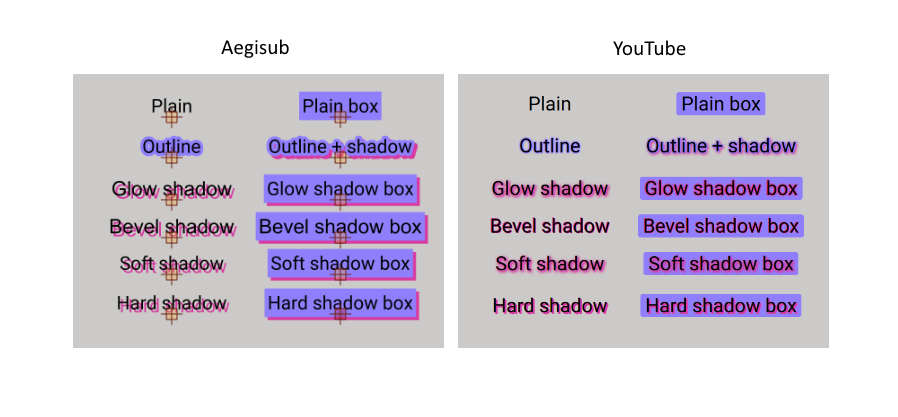 Aegisub
YouTube
Plain
Plain box
Outline
Outline + shadow
Glow shadow
Glow shadow box
Bevel shadow
Bevel shadow box
Soft shadow
Soft shadow box
Hard shadow
Hard shadow box
Plain
Plain box
Outline
Outline + shadow
Glow shadow
Glow shadow box
Bevel shadow
Bevel shadow box
Soft shadow
Soft shadow box
Hard shadow
Hard shadow box